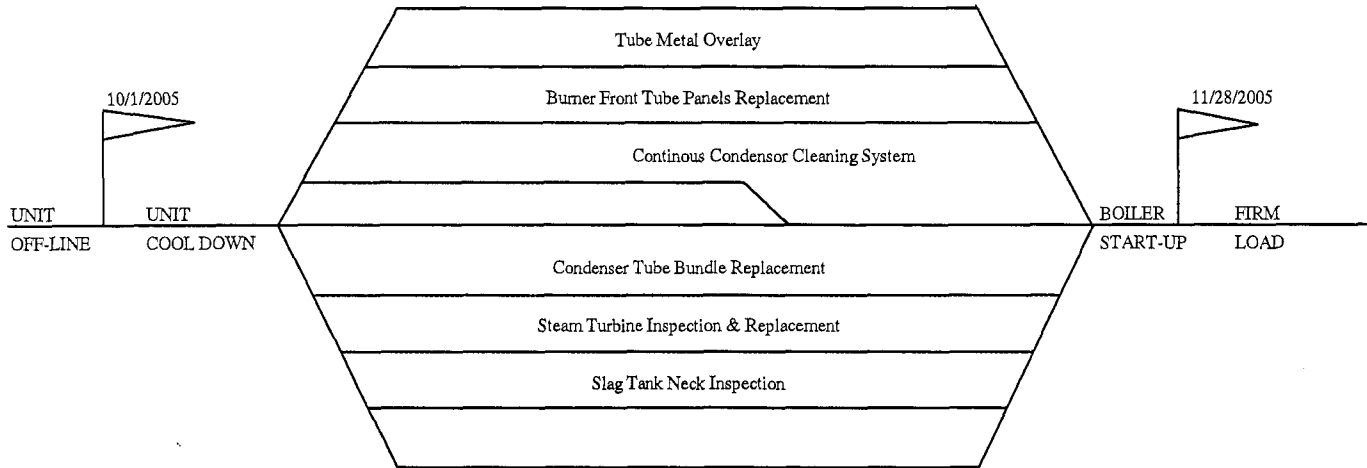 Tube Metal Overlay
Burner Front Tube Panels Replacement
10/1/2005
11/28/2005
Continous Condensor Cleaning System
UNIT UNIT BOILER FIRM
OFF-LINE COOL DOWN START-UP LOAD
Condenser Tube Bundle Replacement
Steam Turbine Inspection & Replacement
Slag Tank Neck Inspection